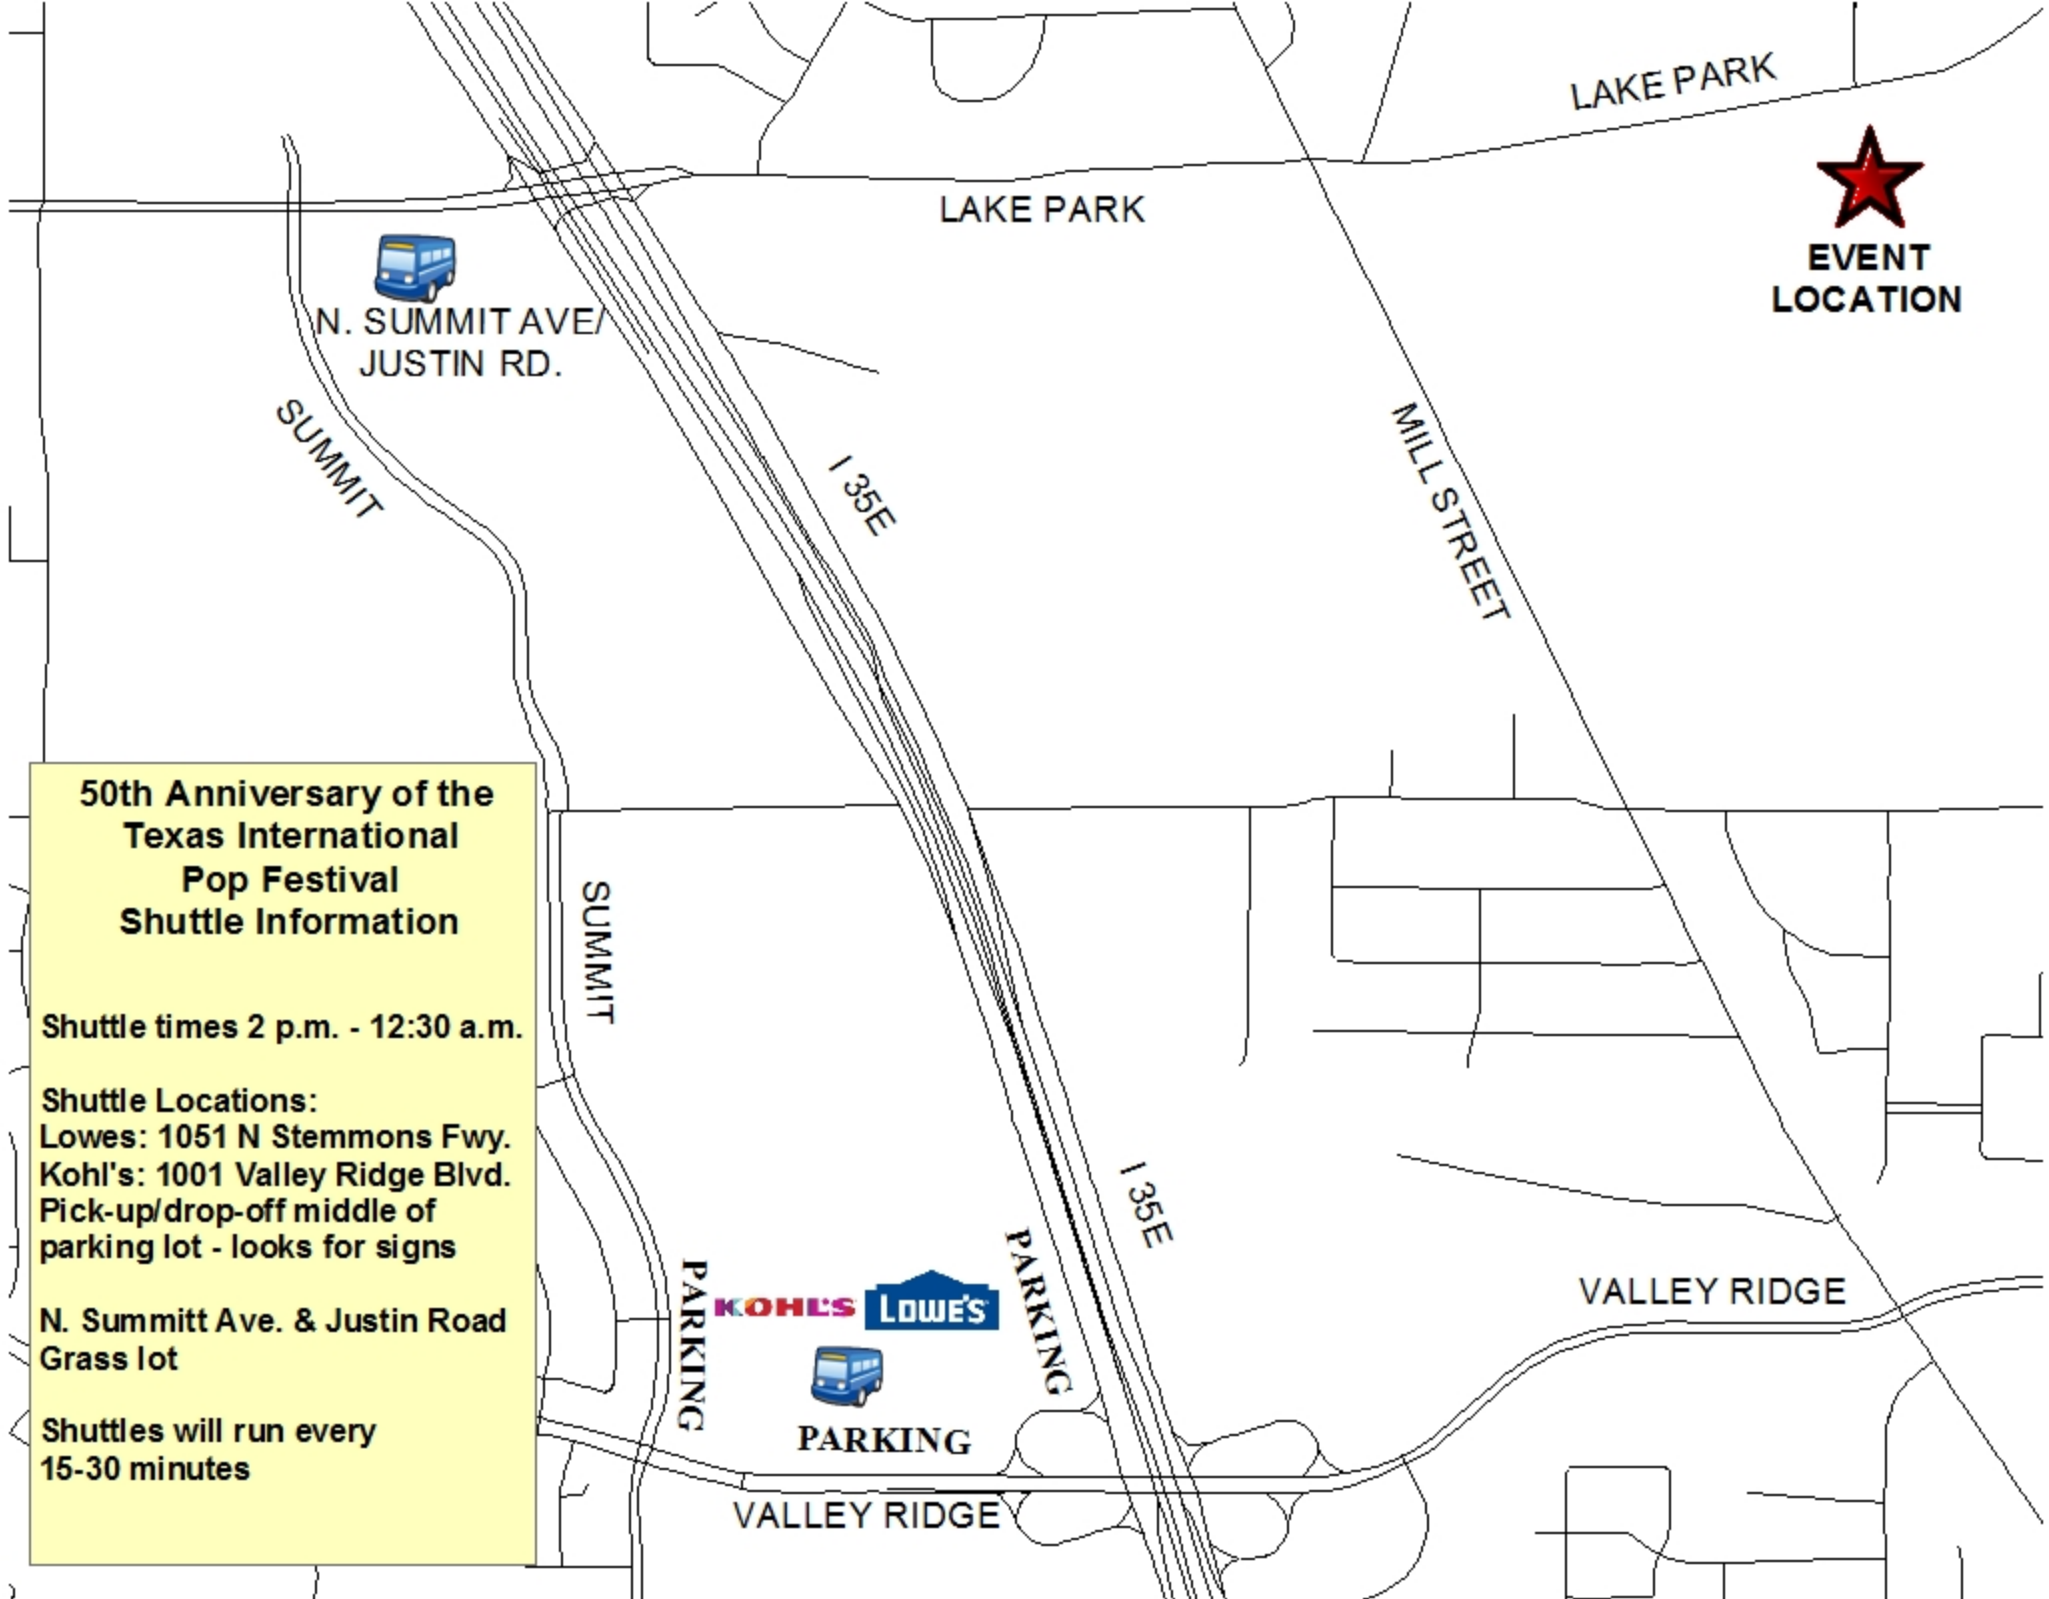 LAKE PARK
LAKE PARK
EVENT
LOCATION
N. SUMMIT AVE/
JUSTIN RD.
SUMMIT
I 35E
MILL STREET
50th Anniversary of the
Texas International
Pop Festival
Shuttle Information
Shuttle times 2 p.m. - 12:30 a.m.
Shuttle Locations:
Lowes: 1051 N Stemmons Fwy.
Kohl's: 1001 Valley Ridge Blvd.
Pick-up/drop-off middle of
parking lot - looks for signs
N. Summitt Ave. & Justin Road
Grass lot
Shuttles will run every
15-30 minutes
SUMMIT
I 35E
PARKING
KOHL'S
LOWE'S
PARKING
PARKING
VALLEY RIDGE
VALLEY RIDGE